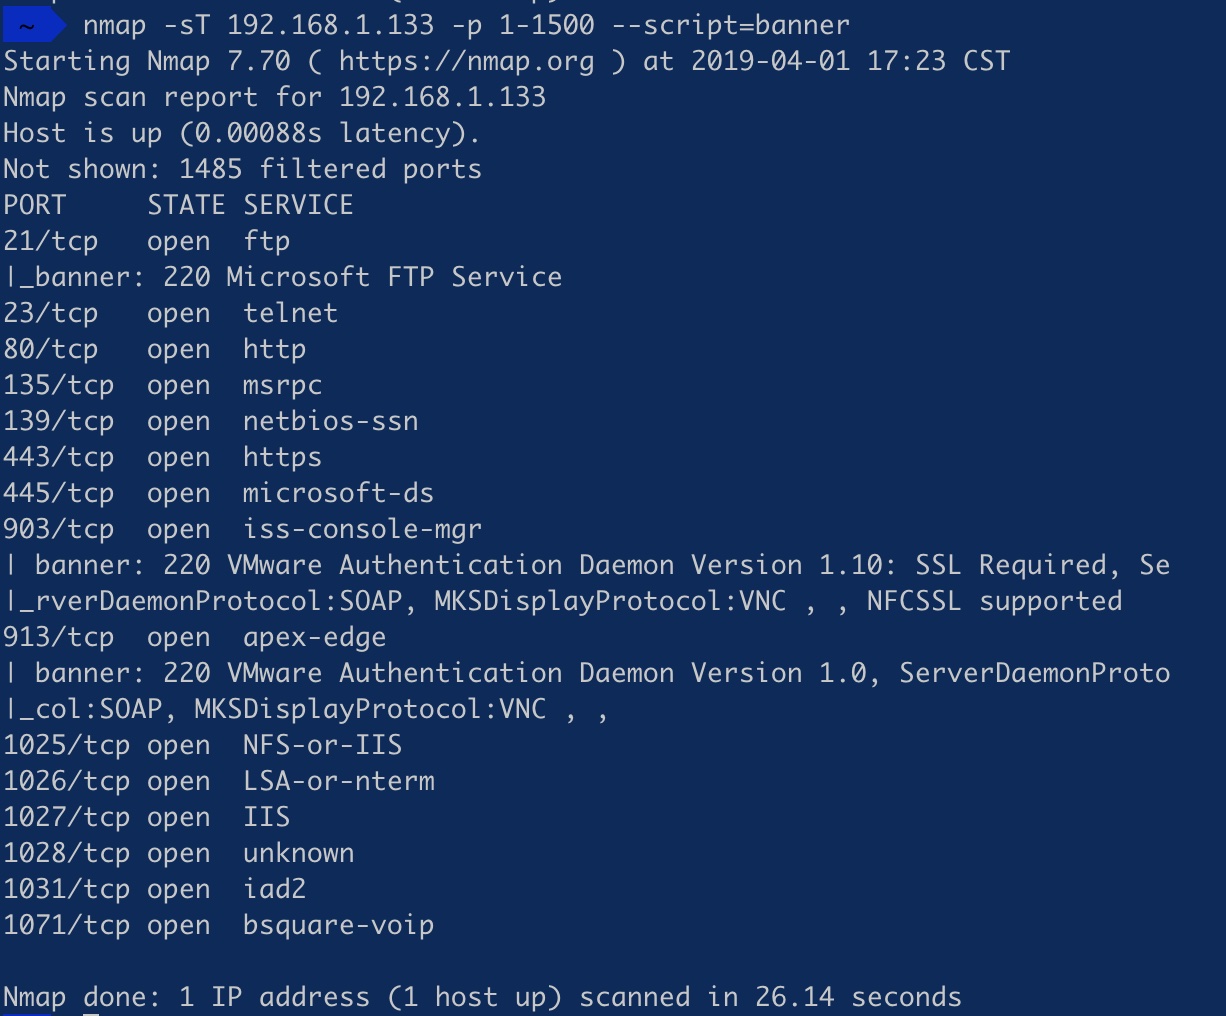 ~ nmap -sT 192.168.1.133 -p 1-1500 --script=banner
Starting Nmap 7.70 ( https://nmap.org ) at 2019-04-01 17:23 CST
Nmap scan report for 192.168.1.133
Host is up (0.00088s latency).
Not shown: 1485 filtered ports
PORT     STATE SERVICE
21/tcp   open  ftp
|_banner: 220 Microsoft FTP Service
23/tcp   open  telnet
80/tcp   open  http
135/tcp  open  msrpc
139/tcp  open  netbios-ssn
443/tcp  open  https
445/tcp  open  microsoft-ds
903/tcp  open  iss-console-mgr
| banner: 220 VMware Authentication Daemon Version 1.10: SSL Required, Se
|_rverDaemonProtocol:SOAP, MKSDisplayProtocol:VNC , , NFCSSL supported
913/tcp  open  apex-edge
| banner: 220 VMware Authentication Daemon Version 1.0, ServerDaemonProto
|_col:SOAP, MKSDisplayProtocol:VNC , ,
1025/tcp open  NFS-or-IIS
1026/tcp open  LSA-or-nterm
1027/tcp open  IIS
1028/tcp open  unknown
1031/tcp open  iad2
1071/tcp open  bsquare-voip
Nmap done: 1 IP address (1 host up) scanned in 26.14 seconds